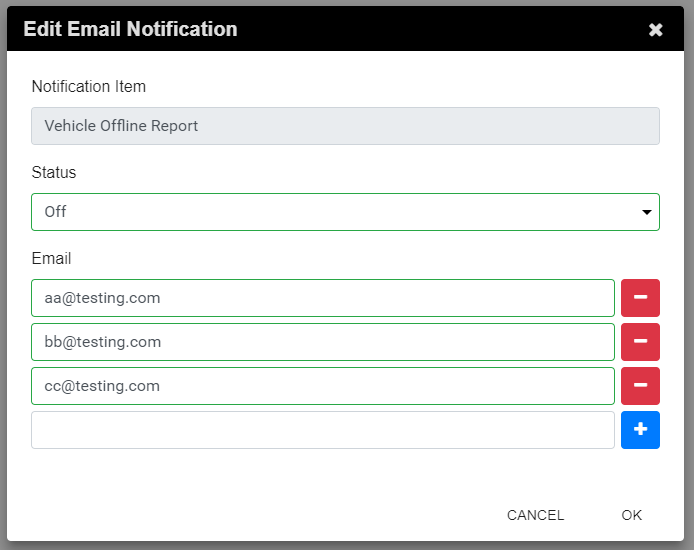 Edit Email Notification
Notification Item
Vehicle Offline Report
Status
Off
Email
aa@testing.com
bb@testing.com
cc@testing.com
CANCEL OK